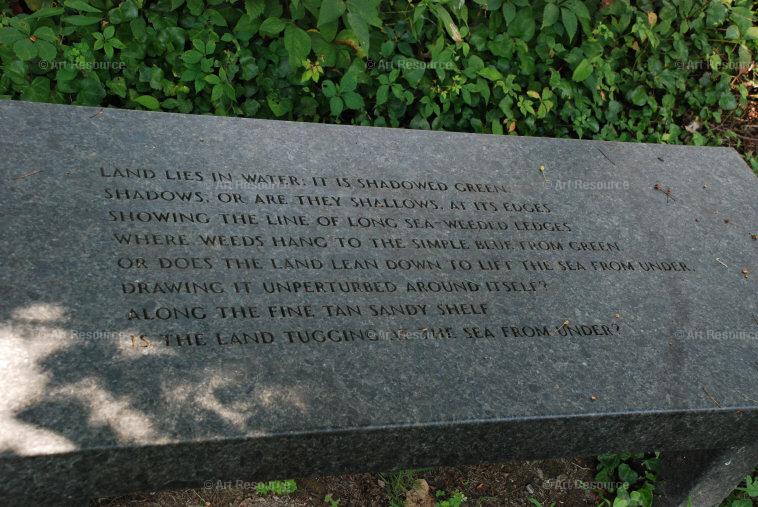 LAND LIES IN WATER; IT IS SHADOWED GREEN.
SHADOWS, OR ARE THEY SHALLOWS, AT ITS EDGES
SHOWING THE LINE OF LONG SEA-WEEDED LEDGES
WHERE WEEDS HANG TO THE SIMPLE BLUE FROM GREEN.
OR DOES THE LAND LEAN DOWN TO LIFT THE SEA FROM UNDER,
DRAWING IT UNPERTURBED AROUND ITSELF?
ALONG THE FINE TAN SANDY SHELF
IS THE LAND TUGGING AT THE SEA FROM UNDER?
© Art Resource